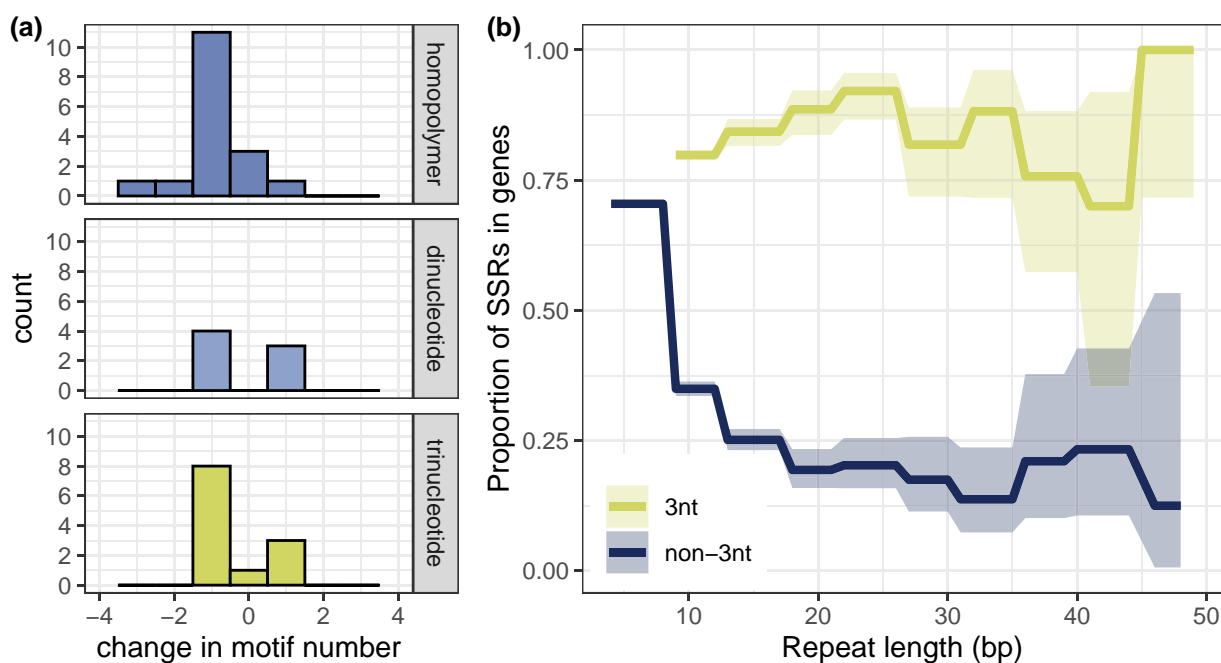 (a)
count
10
8
6
4
2
0
homopolymer
10
8
6
4
2
0
dinucleotide
10
8
6
4
2
0
trinucleotide
−4 −2 0 2 4
change in motif number
(b)
Proportion of SSRs in genes
1.00
0.75
0.50
0.25
0.00
3nt
non−3nt
10 20 30 40 50
Repeat length (bp)